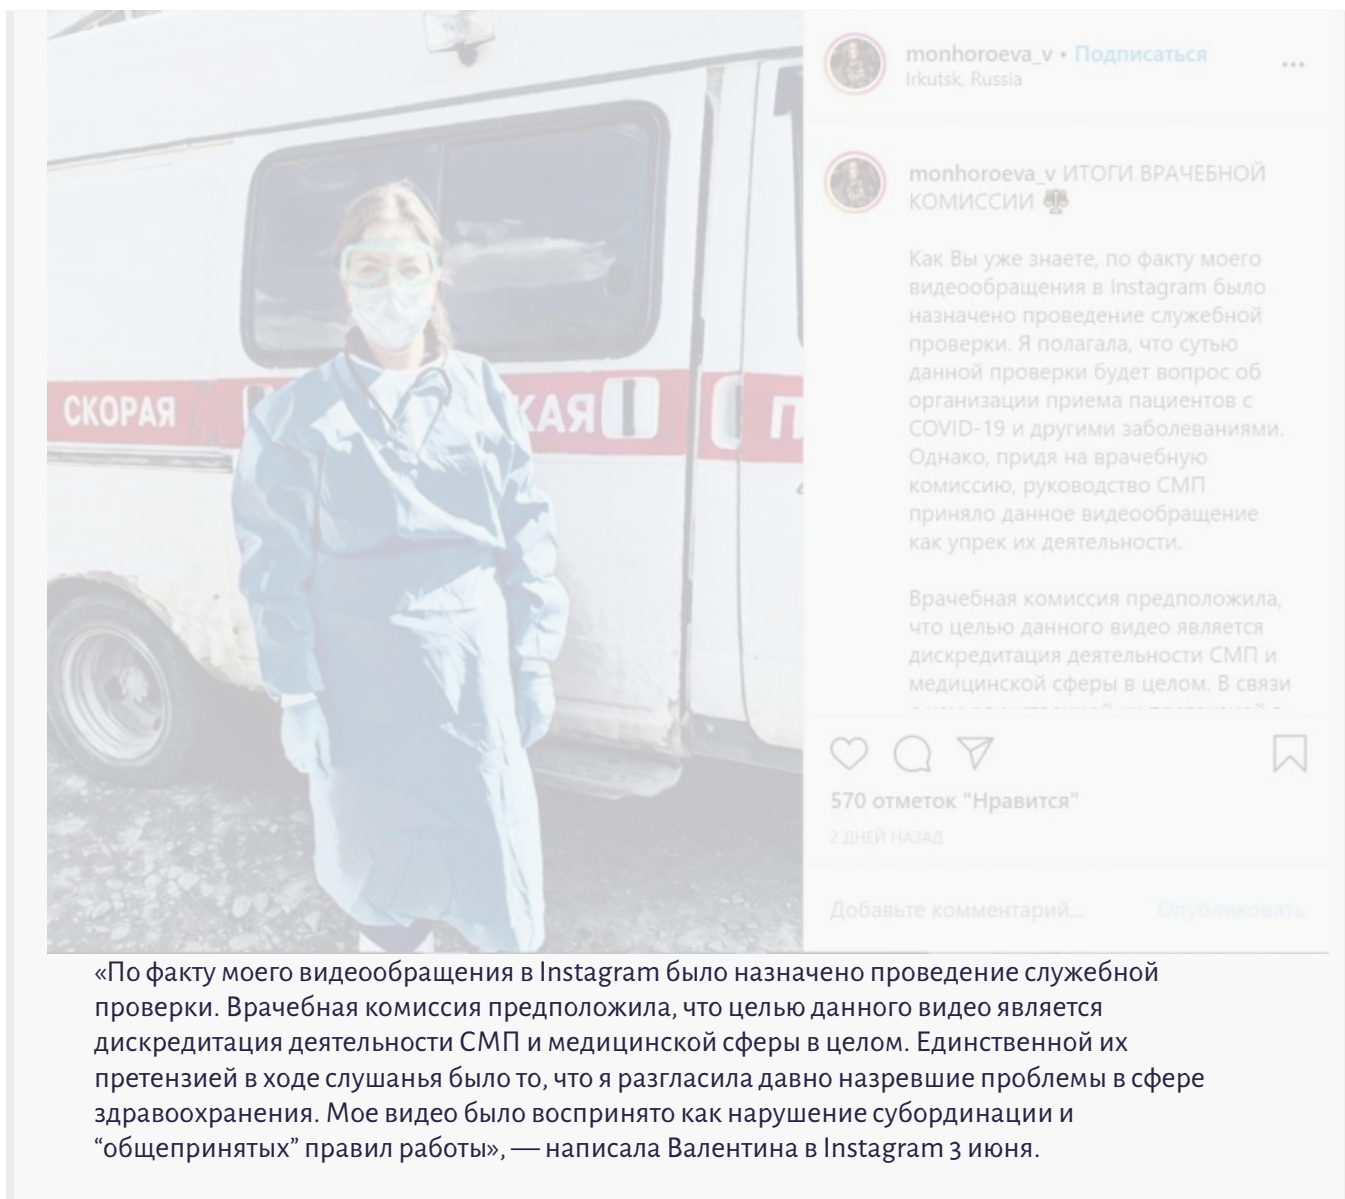 СКОРАЯ
КАЯ
П
monhoroeva_v • Подписаться
Irkutsk, Russia
monhoroeva_v ИТОГИ ВРАЧЕБНОЙ
КОМИССИИ
Как Вы уже знаете, по факту моего
видеообращения в Instagram было
назначено проведение служебной
проверки. Я полагала, что сутью
данной проверки будет вопрос об
организации приема пациентов с
COVID-19 и другими заболеваниями.
Однако, придя на врачебную
комиссию, руководство СМП
приняло данное видеообращение
как упрек их деятельности.
Врачебная комиссия предположила,
что целью данного видео является
дискредитация деятельности СМП и
медицинской сферы в целом. В связи
570 отметок "Нравится"
2 ДНЕЙ НАЗАД
Добавьте комментарий...
Опубликовать
«По факту моего видеообращения в Instagram было назначено проведение служебной
проверки. Врачебная комиссия предположила, что целью данного видео является
дискредитация деятельности СМП и медицинской сферы в целом. Единственной их
претензией в ходе слушанья было то, что я разгласила давно назревшие проблемы в сфере
здравоохранения. Мое видео было воспринято как нарушение субординации и
“общепринятых” правил работы», — написала Валентина в Instagram 3 июня.